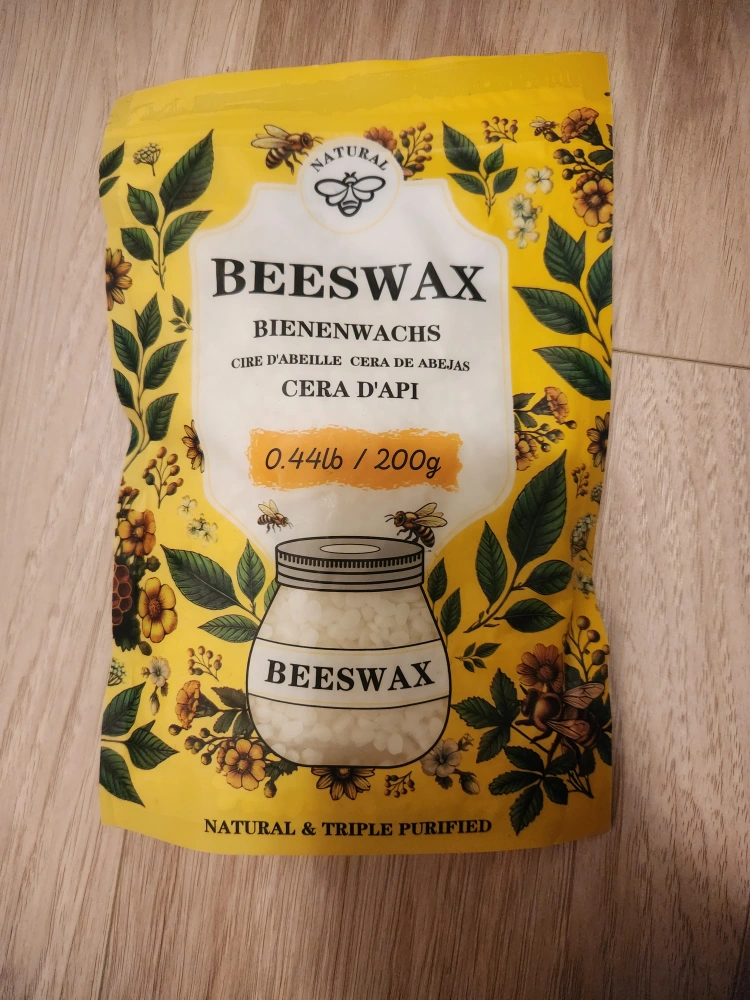 NATURAL
BEESWAX
BIENENWACHS
CIRE D'ABEILLE CERA DE ABEJAS
CERA D'API
0.44lb / 200g
BEESWAX
NATURAL & TRIPLE PURIFIED